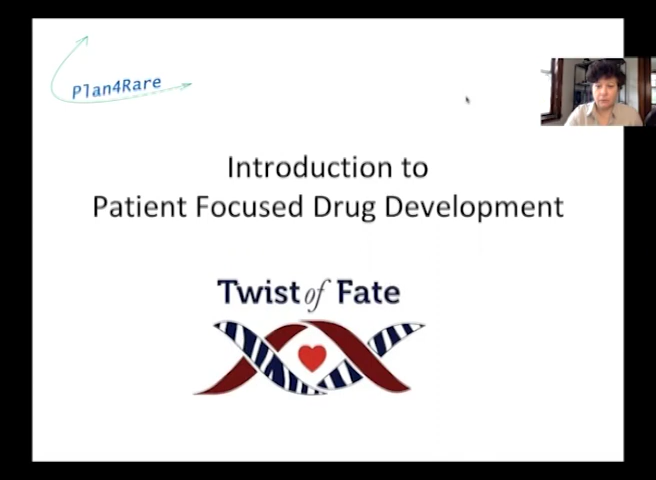 Plan4Rare
Introduction to
Patient Focused Drug Development
Twist of Fate